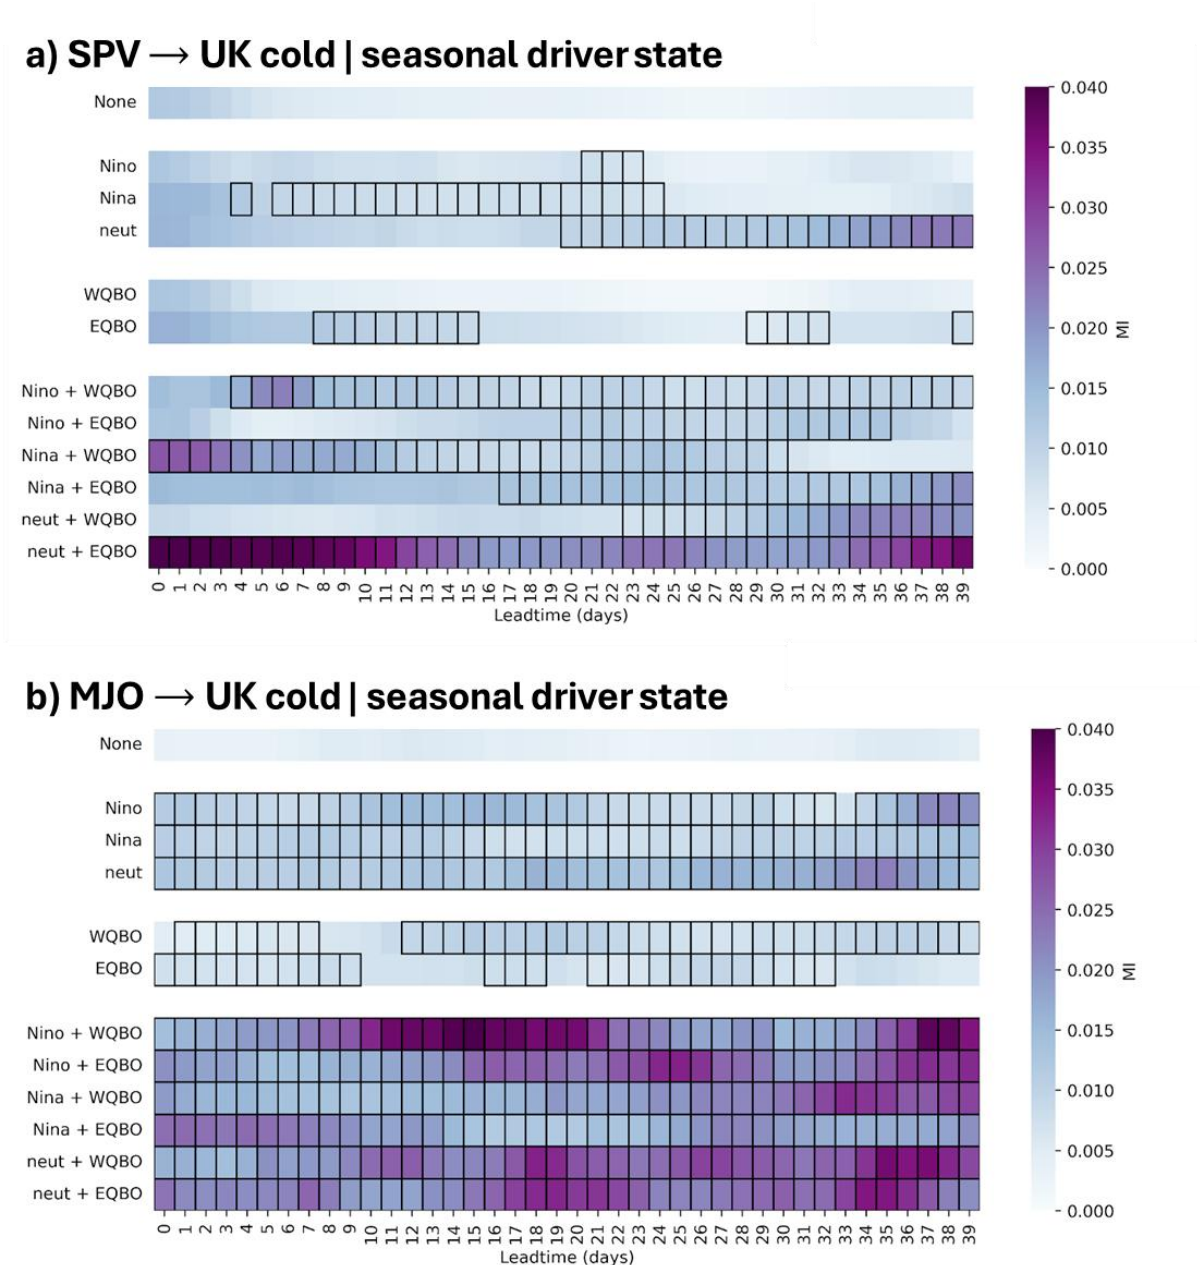 a) SPV → UK cold | seasonal driver state
None
Nino
Nina
neut
WQBO
EQBO
Nino + WQBO
Nino + EQBO
Nina + WQBO
Nina + EQBO
neut + WQBO
neut + EQBO
0 1 2 3 4 5 6 7 8 9 10 11 12 13 14 15 16 17 18 19 20 21 22 23 24 25 26 27 28 29 30 31 32 33 34 35 36 37 38 39
Leadtime (days)
0.040
0.035
0.030
0.025
0.020
0.015
0.010
0.005
0.000
MI
b) MJO → UK cold | seasonal driver state
None
Nino
Nina
neut
WQBO
EQBO
Nino + WQBO
Nino + EQBO
Nina + WQBO
Nina + EQBO
neut + WQBO
neut + EQBO
0 1 2 3 4 5 6 7 8 9 10 11 12 13 14 15 16 17 18 19 20 21 22 23 24 25 26 27 28 29 30 31 32 33 34 35 36 37 38 39
Leadtime (days)
0.040
0.035
0.030
0.025
0.020
0.015
0.010
0.005
0.000
MI